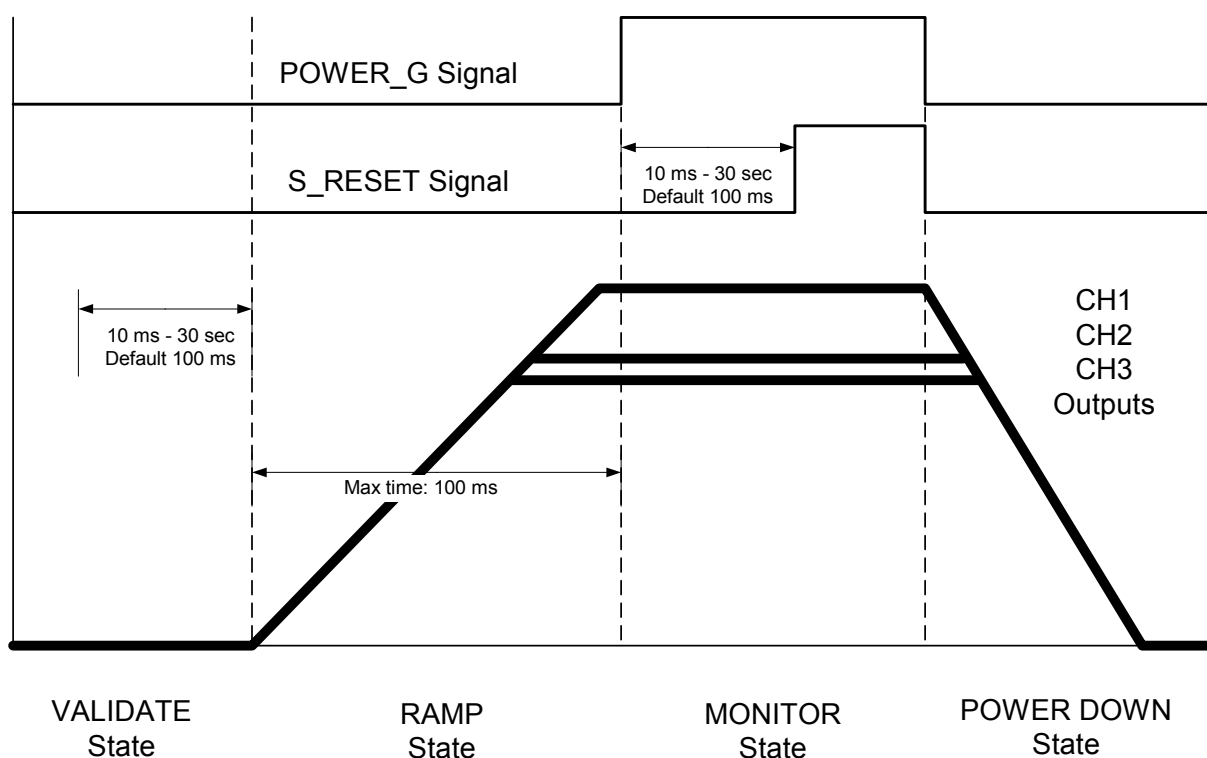 POWER_G Signal
S_RESET Signal
10 ms - 30 sec
Default 100 ms
10 ms - 30 sec
Default 100 ms
CH1
CH2
CH3
Outputs
Max time: 100 ms
VALIDATE
State
RAMP
State
MONITOR
State
POWER DOWN
State